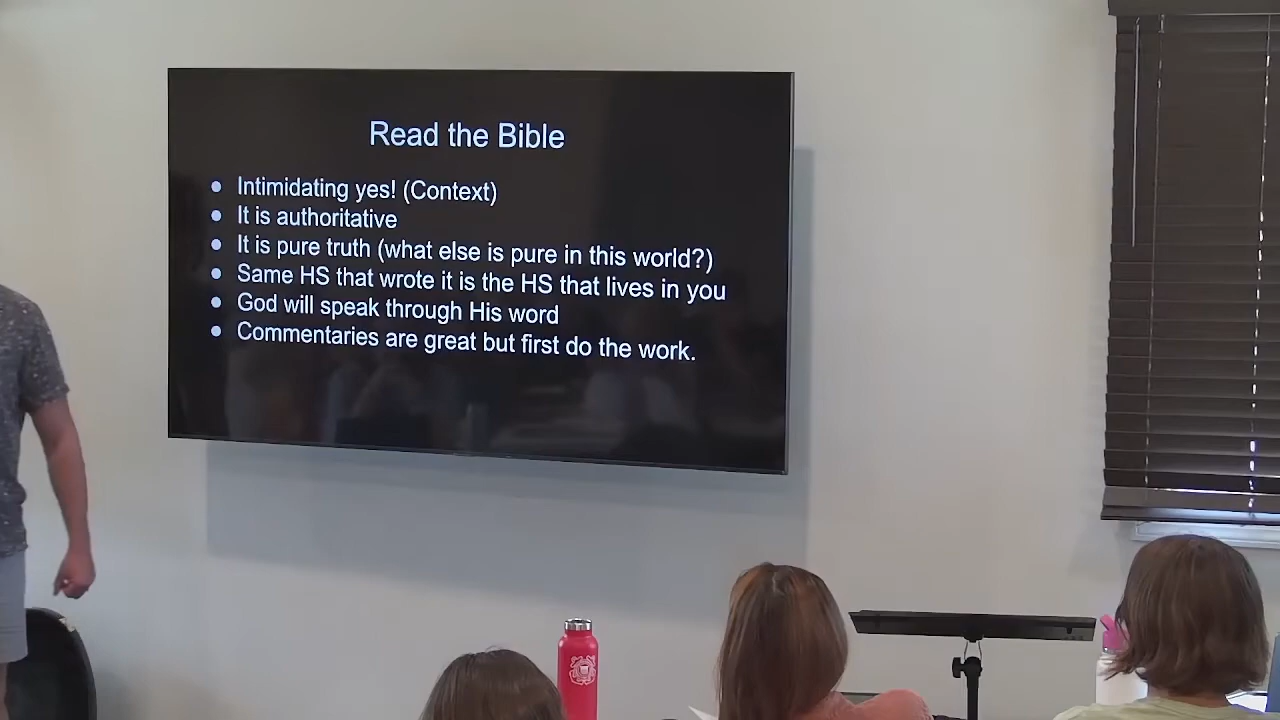 Read the Bible
● Intimidating yes! (Context)
● It is authoritative
● It is pure truth (what else is pure in this world?)
● Same HS that wrote it is the HS that lives in you
● God will speak through His word
● Commentaries are great but first do the work.